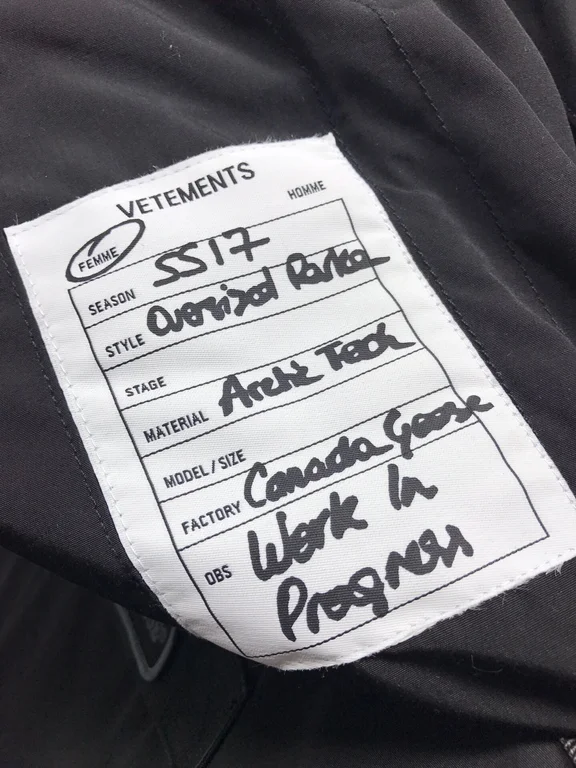 VETEMENTS
FEMME HOMME
SEASON SS17
STYLE Oversized Parka
STAGE
MATERIAL Arctic Tech
MODEL / SIZE
FACTORY Canada Goose
OBS Work In
Progress